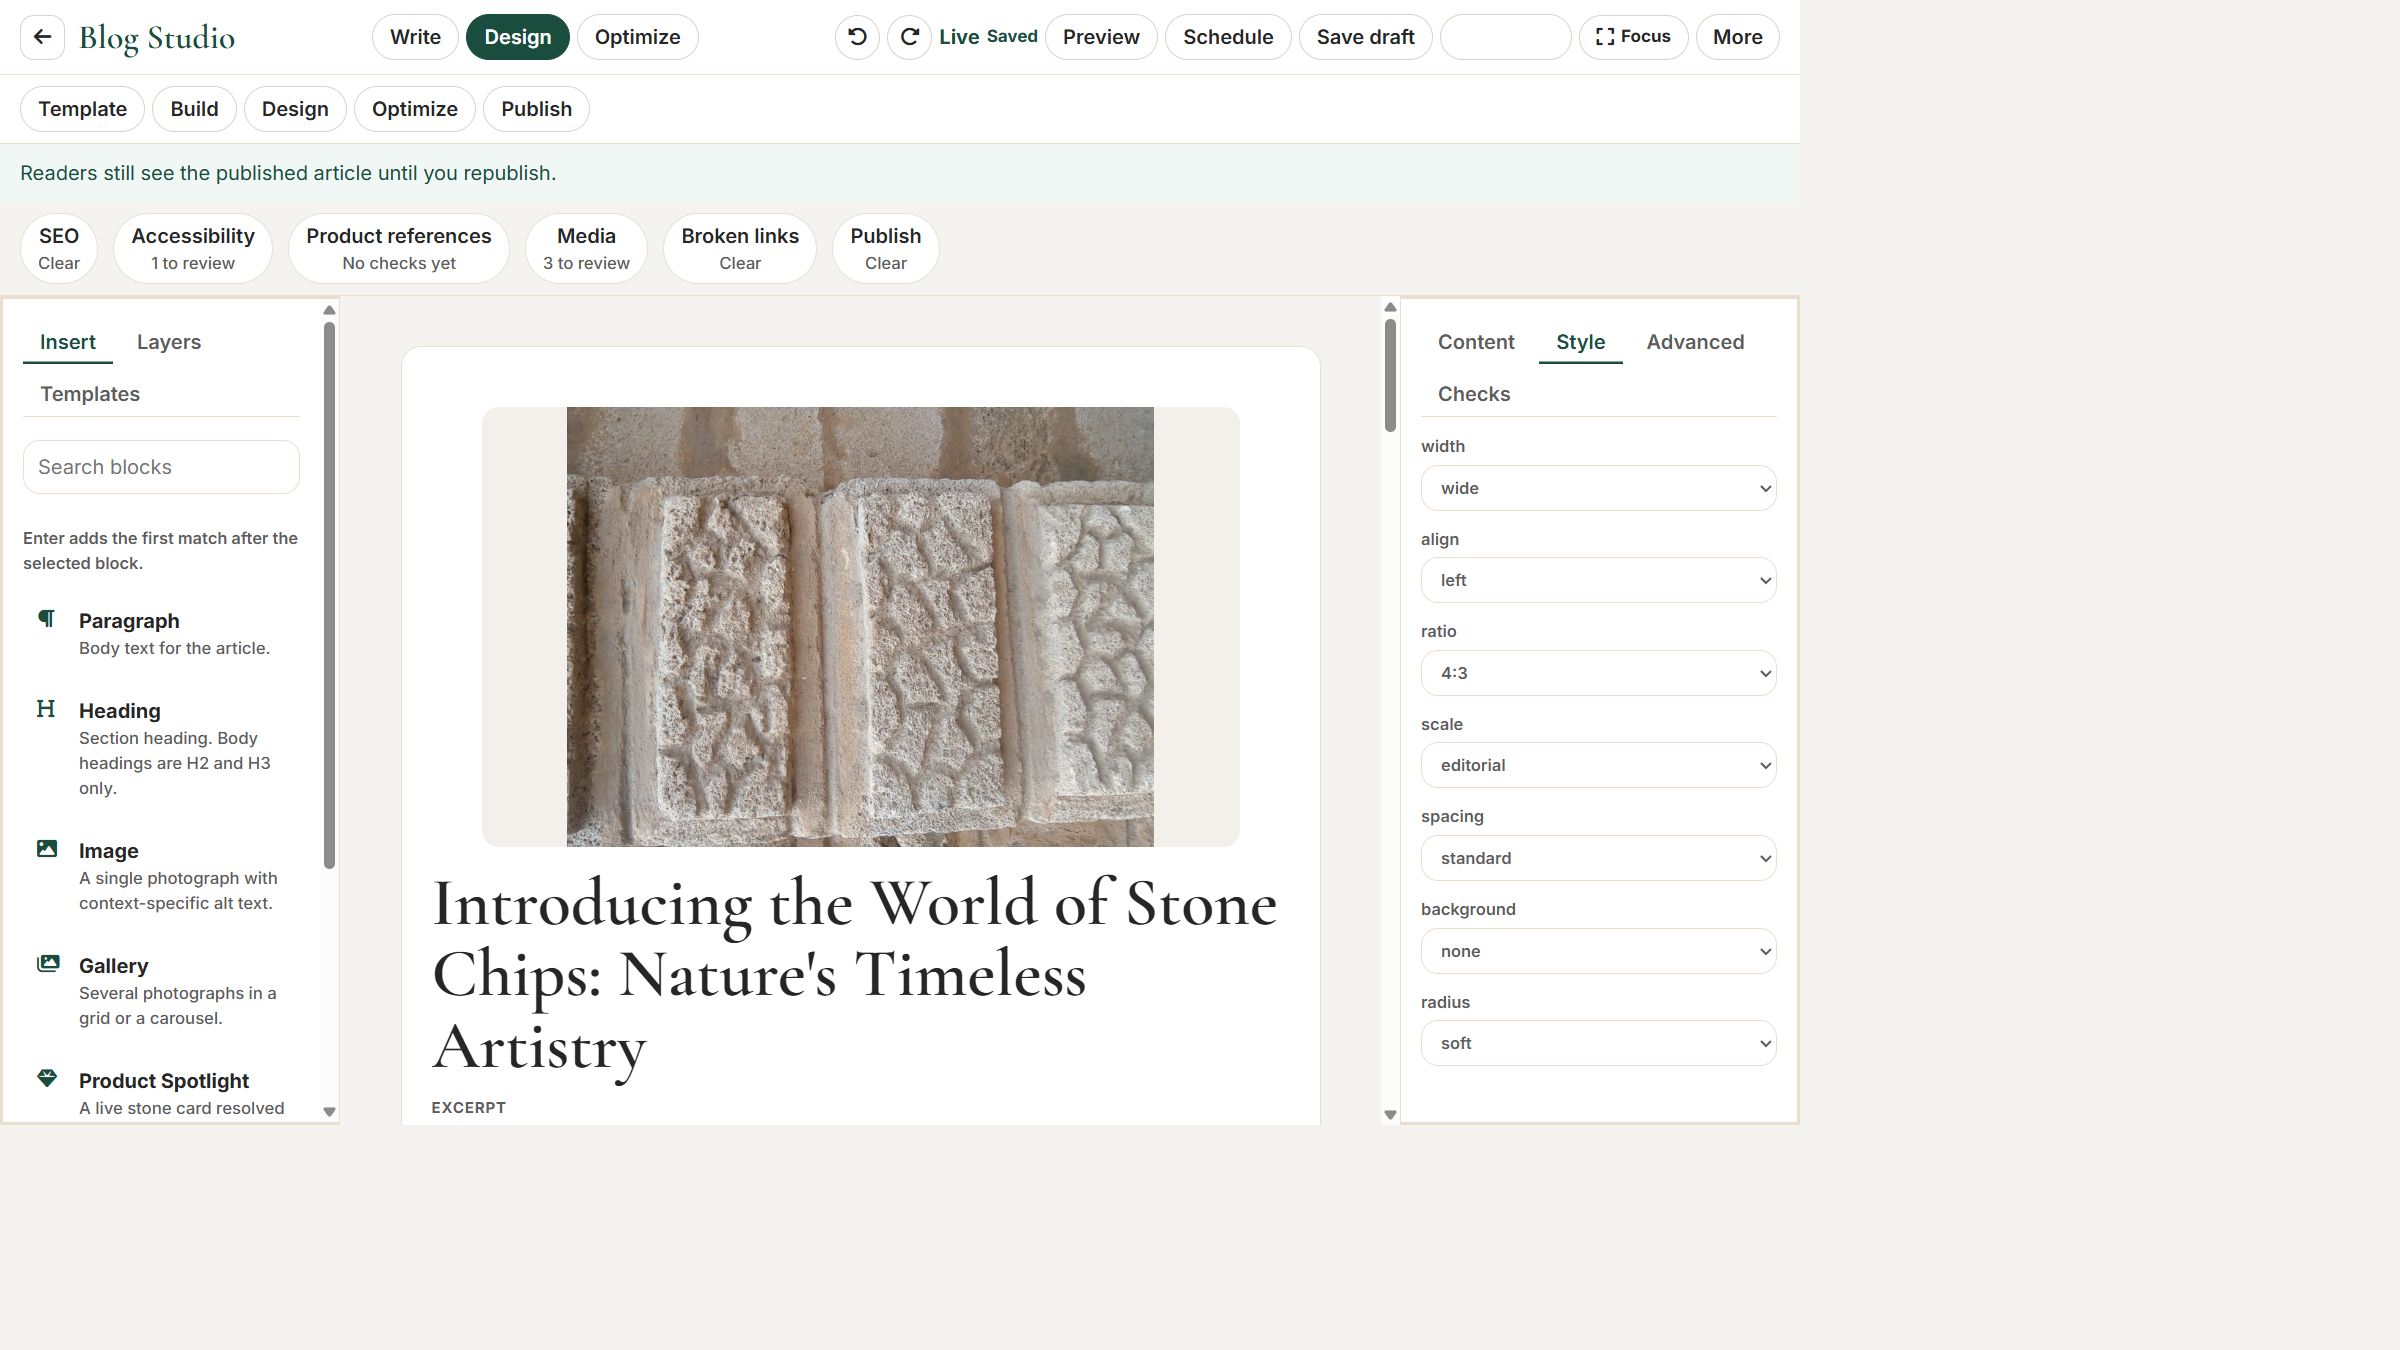 Blog Studio
Write
Design
Optimize
Live
Saved
Preview
Schedule
Save draft
Focus
More
Template
Build
Design
Optimize
Publish
Readers still see the published article until you republish.
SEO
Clear
Accessibility
1 to review
Product references
No checks yet
Media
3 to review
Broken links
Clear
Publish
Clear
Insert
Layers
Templates
Search blocks
Enter adds the first match after the
selected block.
Paragraph
Body text for the article.
Heading
Section heading. Body
headings are H2 and H3
only.
Image
A single photograph with
context-specific alt text.
Gallery
Several photographs in a
grid or a carousel.
Product Spotlight
A live stone card resolved
Introducing the World of Stone
Chips: Nature's Timeless
Artistry
EXCERPT
Content
Style
Advanced
Checks
width
wide
align
left
ratio
4:3
scale
editorial
spacing
standard
background
none
radius
soft